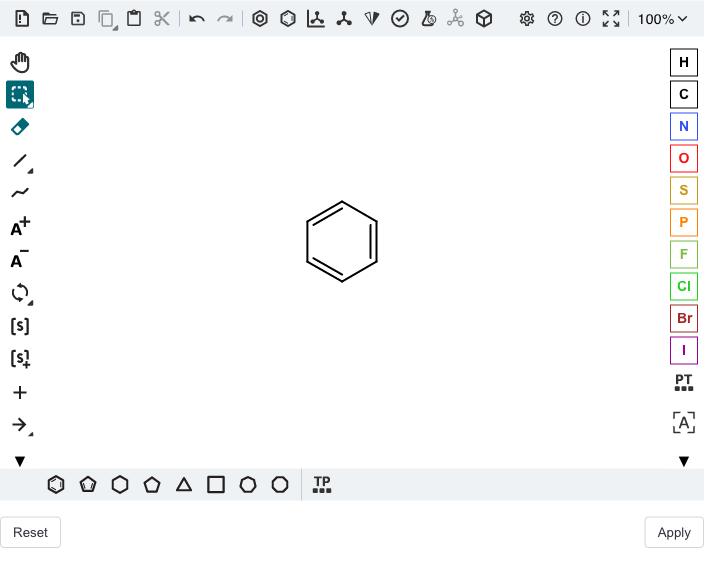 100%
H
C
N
O
S
P
F
Cl
Br
I
PT
[A]
A+
A-
[s]
[s]+
TP
Reset
Apply